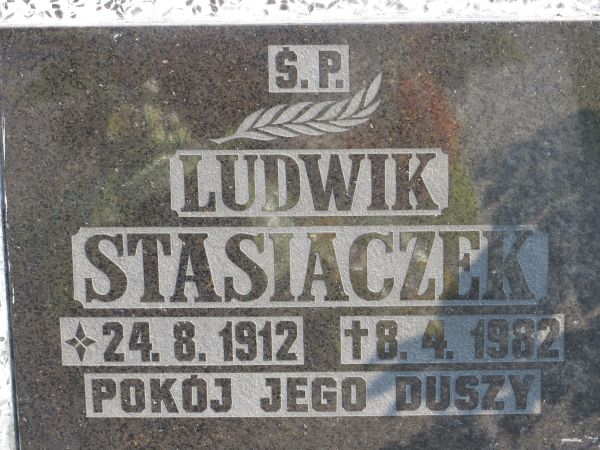 Ś.P.
LUDWIK
STASIACZEK
24. 8. 1912 †8. 4. 1982
POKÓJ JEGO DUSZY